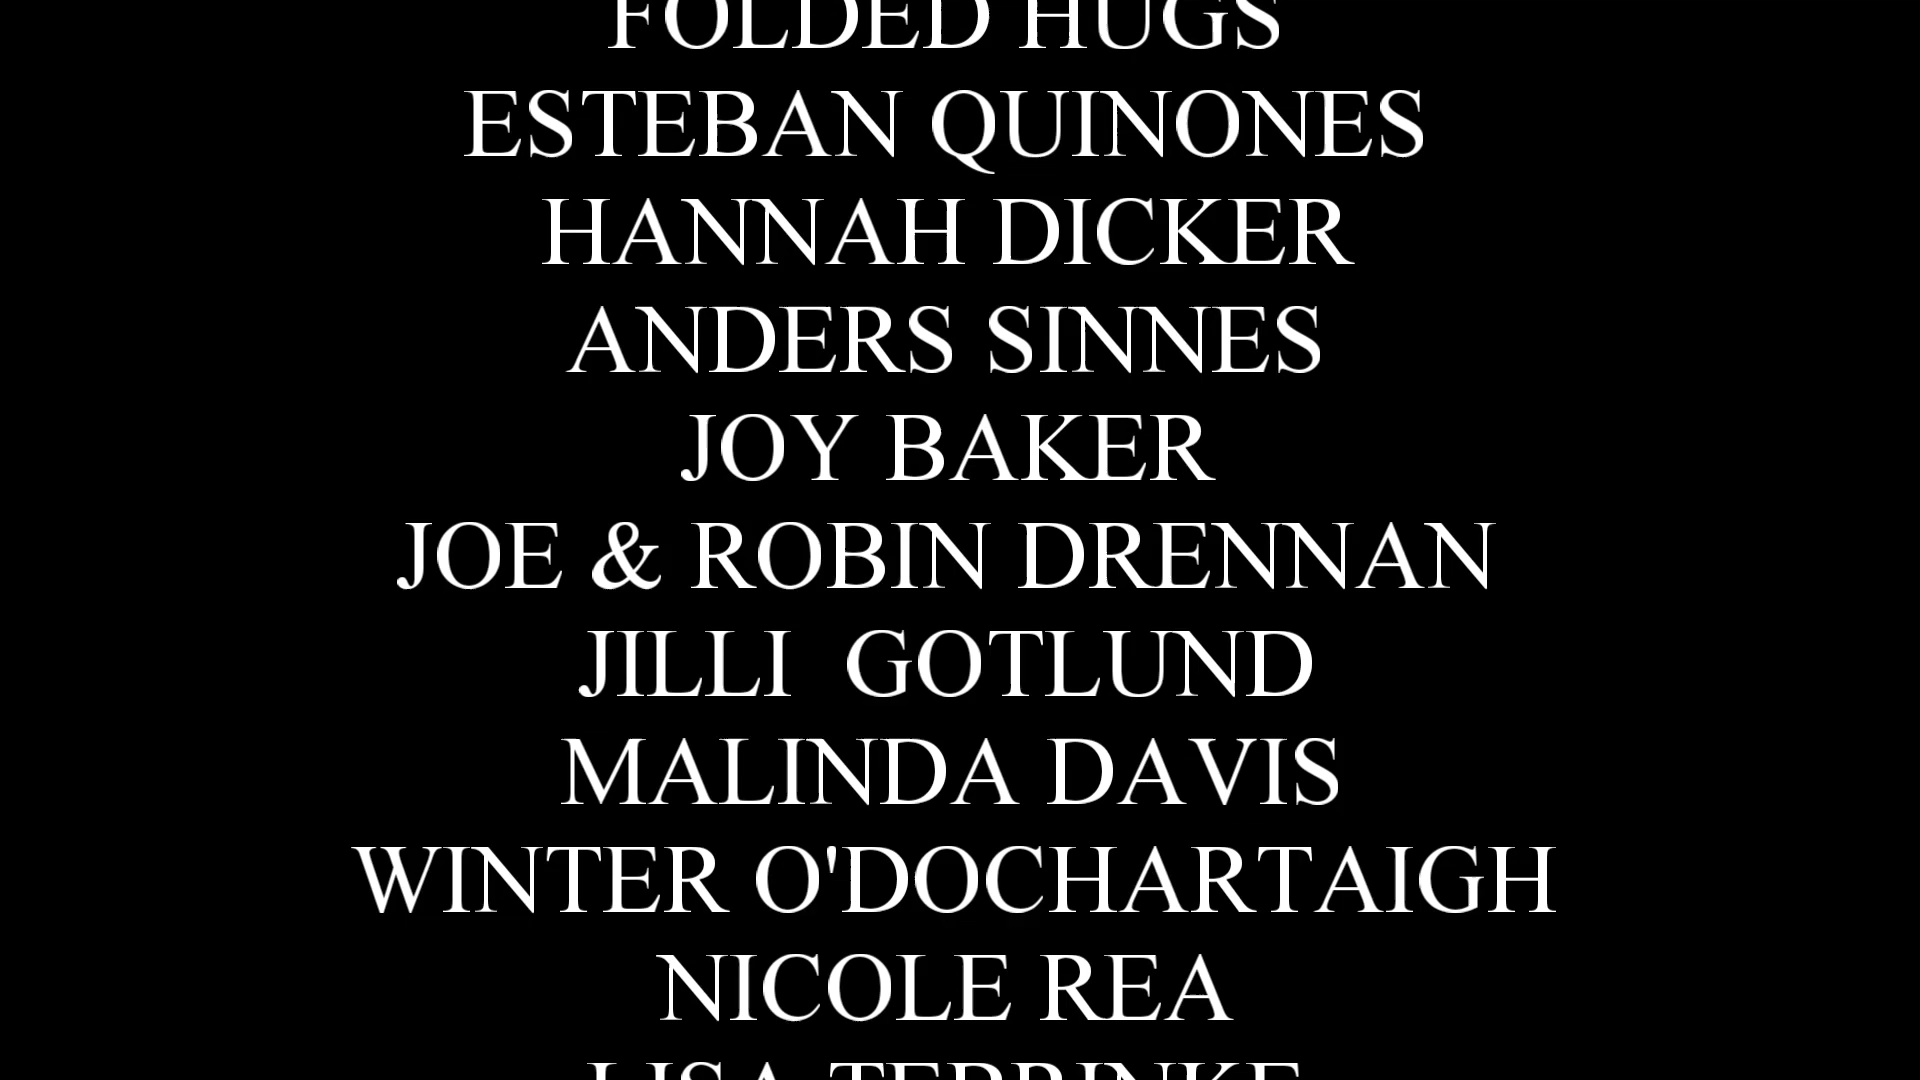 FOLDED HUGS
ESTEBAN QUINONES
HANNAH DICKER
ANDERS SINNES
JOY BAKER
JOE & ROBIN DRENNAN
JILLI  GOTLUND
MALINDA DAVIS
WINTER O'DOCHARTAIGH
NICOLE REA
LISA